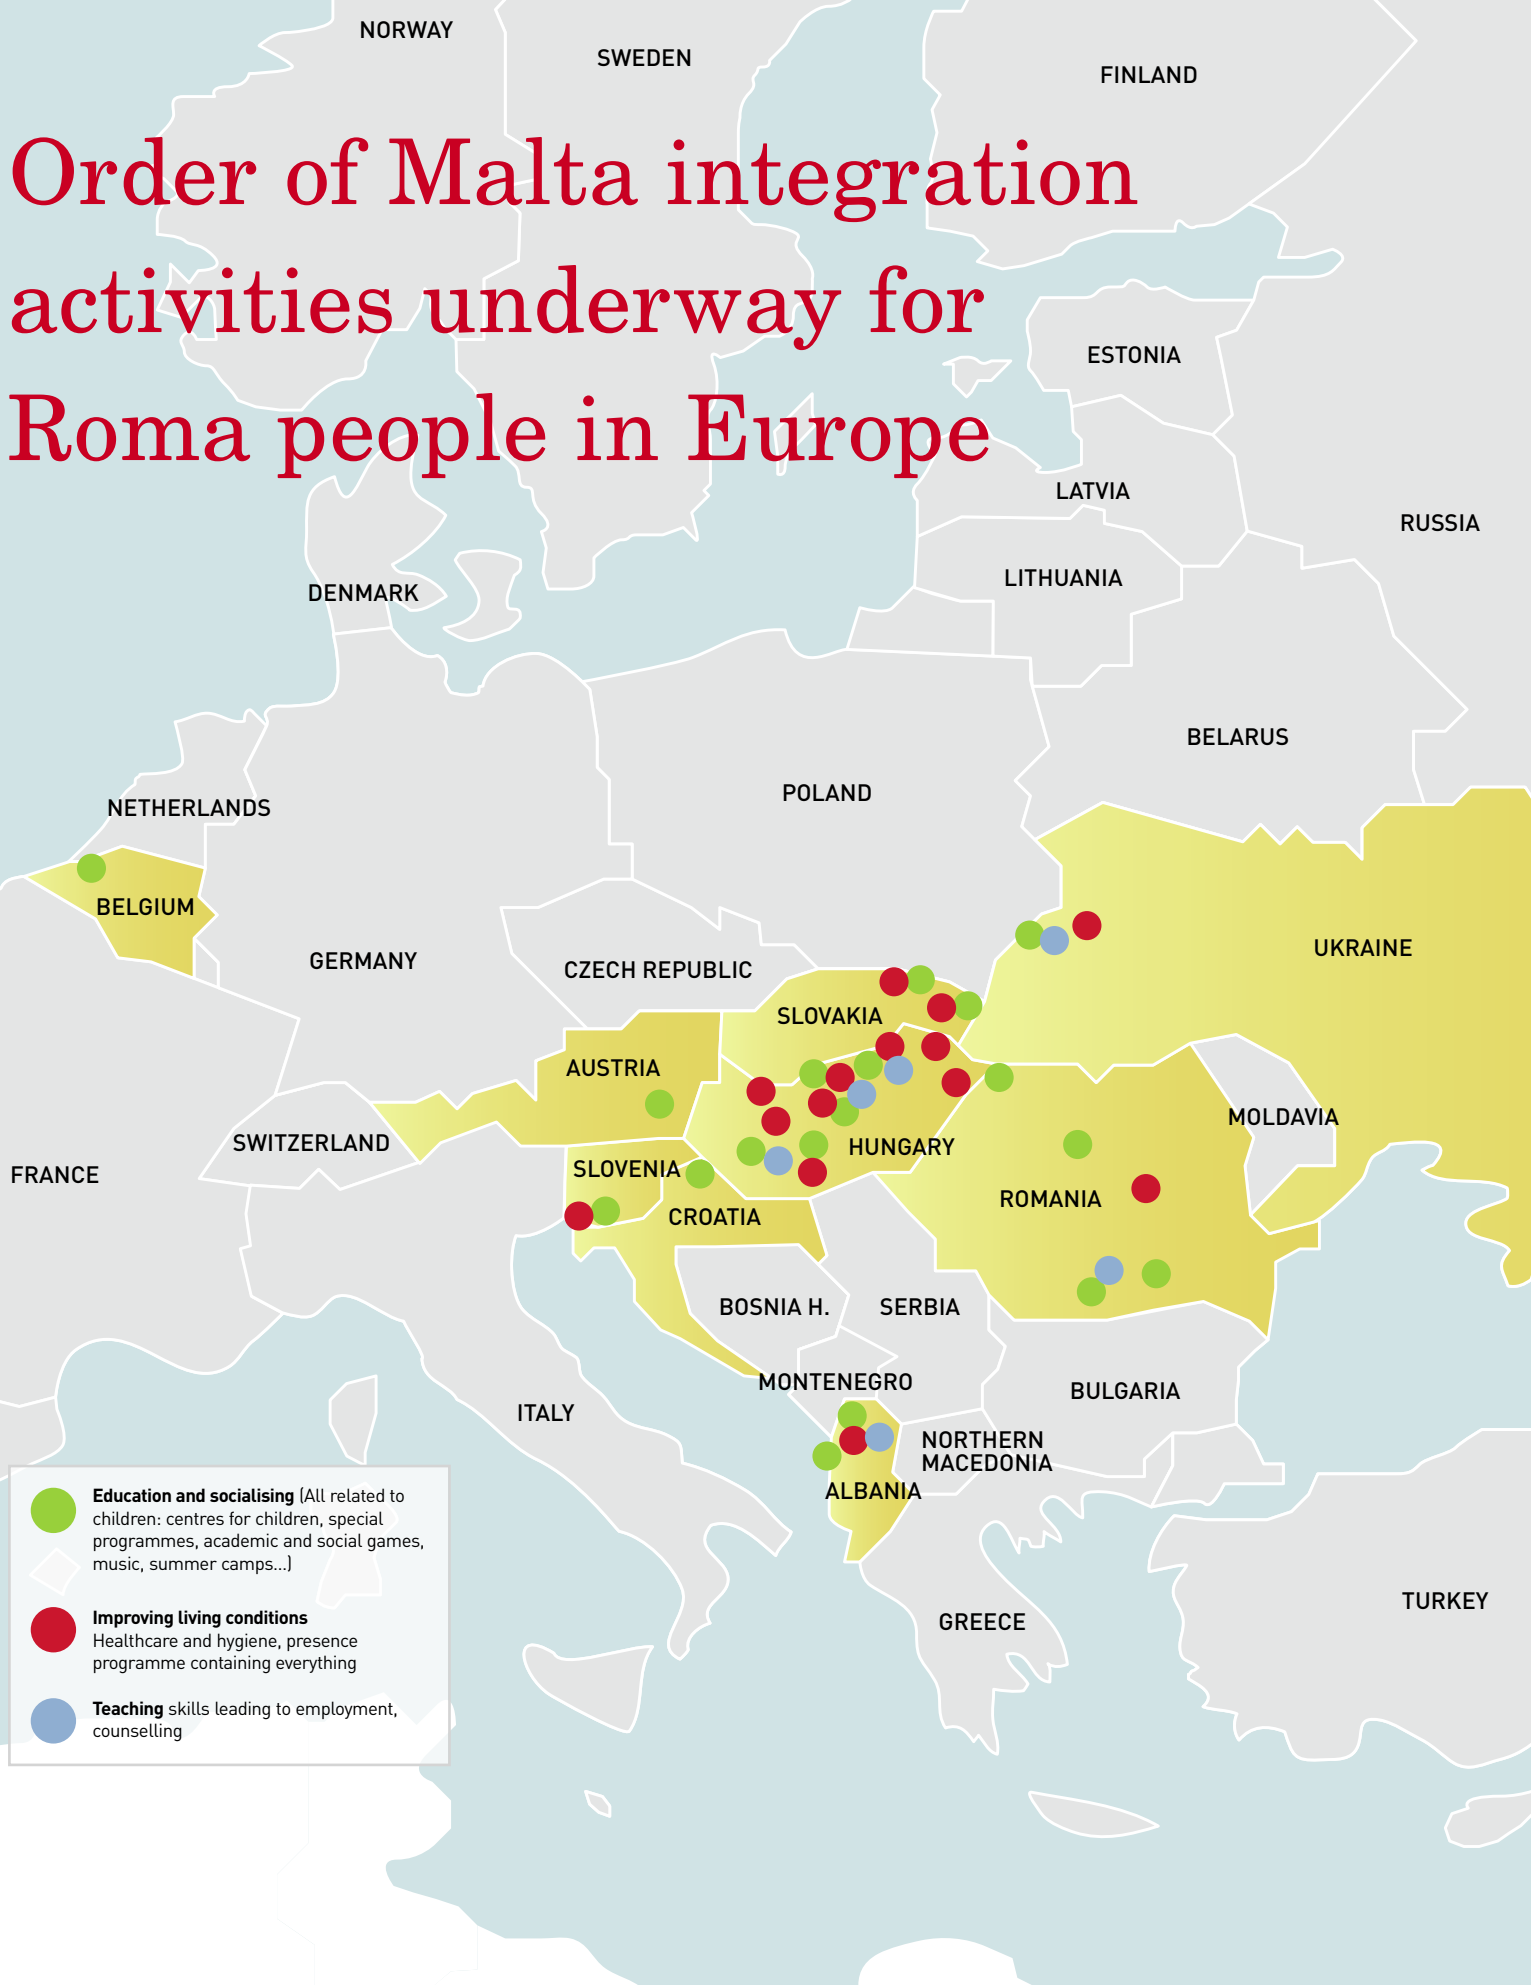 NORWAY
SWEDEN
FINLAND
Order of Malta integration
activities underway for
Roma people in Europe
ESTONIA
LATVIA
RUSSIA
LITHUANIA
DENMARK
BELARUS
POLAND
NETHERLANDS
BELGIUM
UKRAINE
GERMANY
CZECH REPUBLIC
SLOVAKIA
AUSTRIA
MOLDAVIA
SWITZERLAND
HUNGARY
FRANCE
SLOVENIA
ROMANIA
CROATIA
BOSNIA H.
SERBIA
MONTENEGRO
BULGARIA
ITALY
NORTHERN
MACEDONIA
ALBANIA
Education and socialising (All related to
children: centres for children, special
programmes, academic and social games,
music, summer camps...)
TURKEY
Improving living conditions
Healthcare and hygiene, presence
programme containing everything
GREECE
Teaching skills leading to employment,
counselling